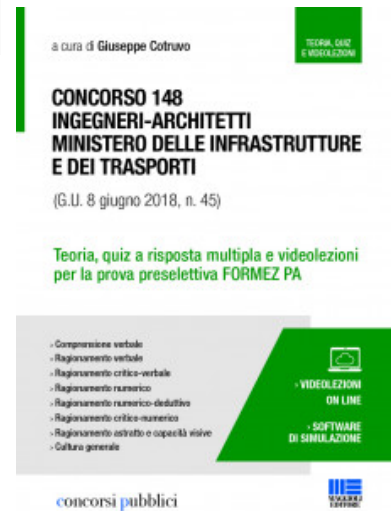 a cura di Giuseppe Cotruvo
TEORIA, QUIZ
E VIDEOLEZIONI
CONCORSO 148
INGEGNERI-ARCHITETTI
MINISTERO DELLE INFRASTRUTTURE
E DEI TRASPORTI
(G.U. 8 giugno 2018, n. 45)
Teoria, quiz a risposta multipla e videolezioni
per la prova preselettiva FORMEZ PA
› Comprensione verbale
› Ragionamento verbale
› Ragionamento critico-verbale
› Ragionamento numerico
› Ragionamento numerico-deduttivo
› Ragionamento critico-numerico
› Ragionamento astratto e capacità visive
› Cultura generale
› VIDEOLEZIONI
ON LINE
› SOFTWARE
DI SIMULAZIONE
concorsi pubblici
MAGGIOLI
EDITORE